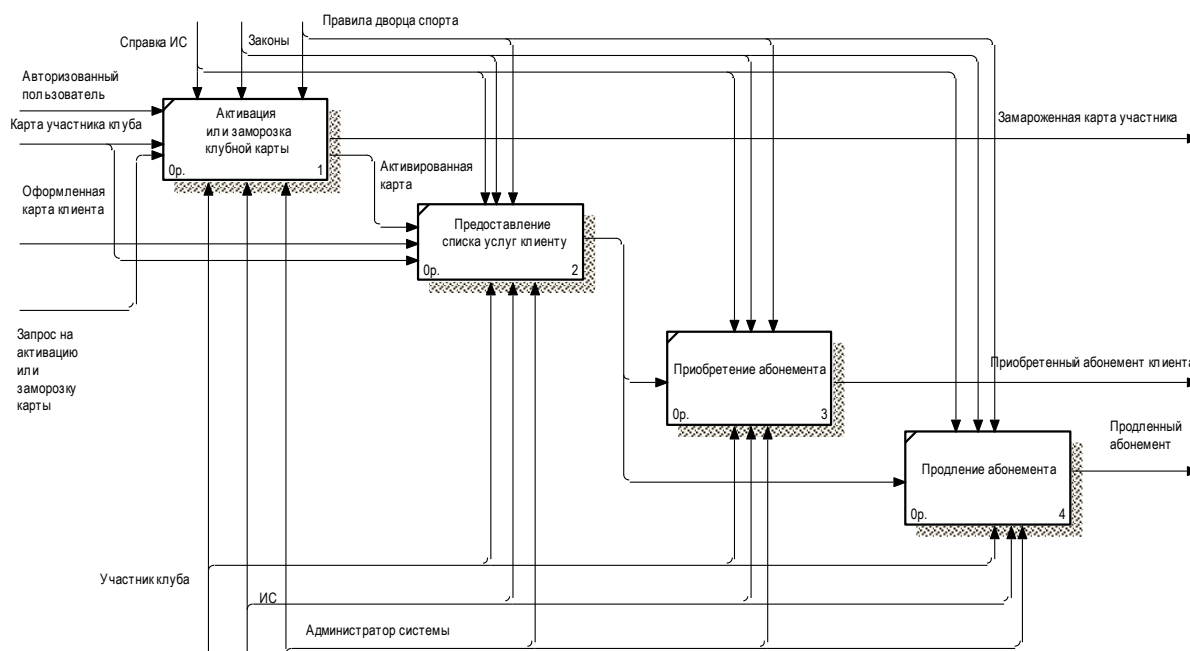 Правила дворца спорта
Справка ИС
Законы
Авторизованный
пользователь
Карта участника клуба
Активация
или заморозка
клубной карты
0р.
1
Замароженная карта участника
Активированная
карта
Оформленная
карта клиента
Предоставление
списка услуг клиенту
0р.
2
Запрос на
активацию
или
заморозку
карты
Приобретение абонемента
0р.
3
Приобретенный абонемент клиента
Продление абонемента
0р.
4
Продленный
абонемент
Участник клуба
ИС
Администратор системы